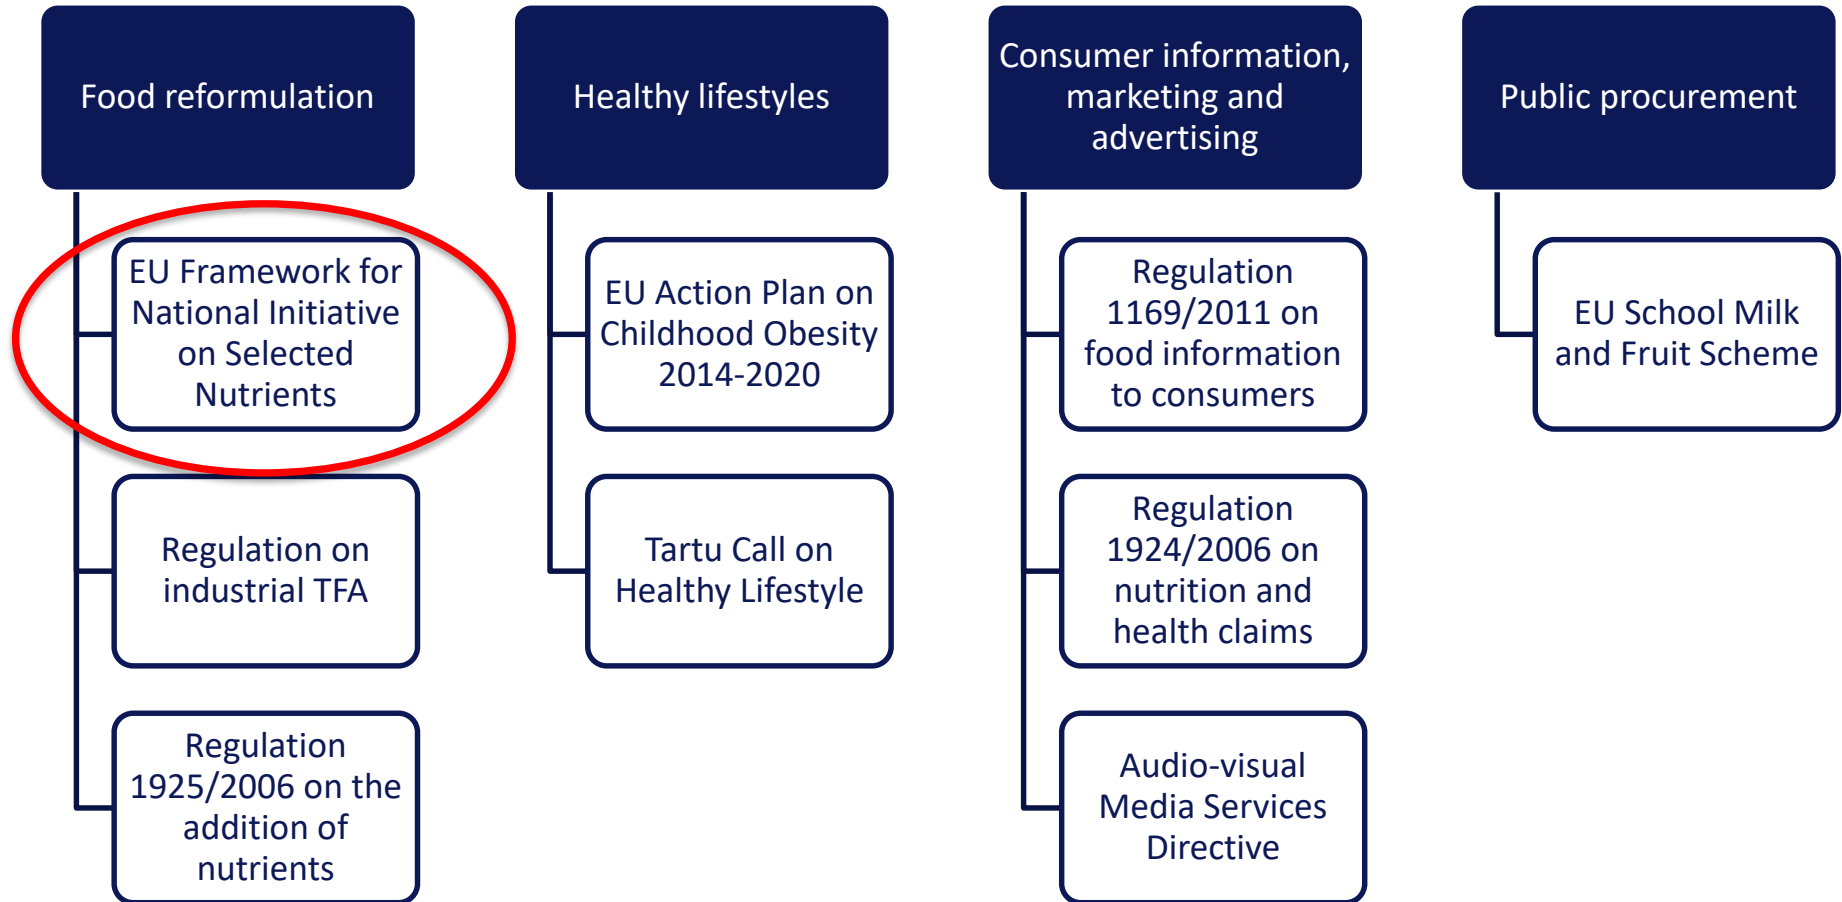 Food reformulation
EU Framework for
National Initiative
on Selected
Nutrients
Regulation on
industrial TFA
Regulation
1925/2006 on the
addition of
nutrients
Healthy lifestyles
EU Action Plan on
Childhood Obesity
2014-2020
Tartu Call on
Healthy Lifestyle
Consumer information,
marketing and
advertising
Regulation
1169/2011 on
food information
to consumers
Regulation
1924/2006 on
nutrition and
health claims
Audio-visual
Media Services
Directive
Public procurement
EU School Milk
and Fruit Scheme